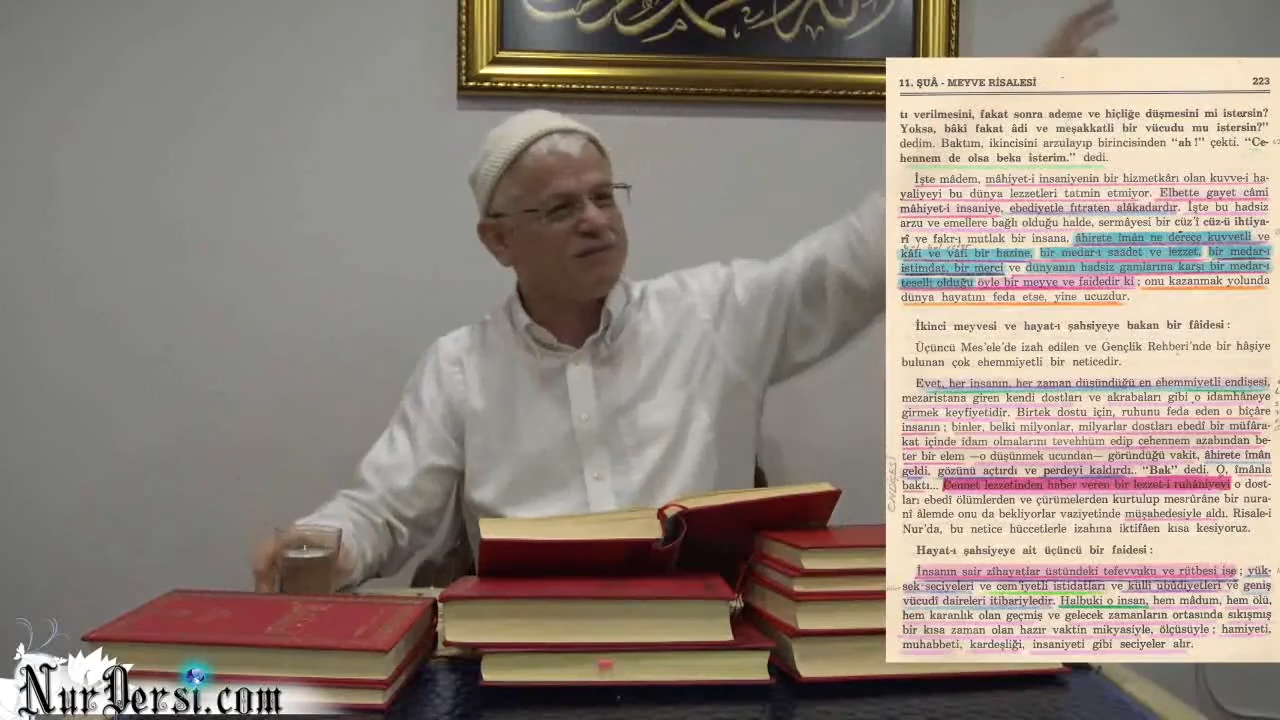 11. ŞUÂ - MEYVE RİSALESİ 223
tı verilmesini, fakat sonra ademe ve hiçliğe düşmesini mi istersin?
Yoksa, bâki fakat âdi ve meşakkatli bir vücudu mu istersin?"
dedim. Baktım, ikincisini arzulayıp birincisinden "ah!" çekti. "Ce-
hennem de olsa beka isterim." dedi.
İşte mâdem, mâhiyet-i insaniyenin bir hizmetkârı olan kuvve-i ha-
yaliyeyi bu dünya lezzetleri tatmin etmiyor. Elbette gayet câmi
mâhiyet-i insaniye, ebediyetle fıtraten alâkadardır. İşte bu hadsiz
arzu ve emellere bağlı olduğu halde, sermâyesi bir cüz'î cüz-ü ihtiya-
rî ve fakr-ı mutlak bir insana, âhirete îmân ne derece kuvvetli ve
kâfi ve vâfi bir hazine, bir medar-ı saadet ve lezzet, bir medar-ı
istimdat, bir merci ve dünyanın hadsiz gamlarına karşı bir medar-ı
teselli olduğu öyle bir meyve ve faidedir ki; onu kazanmak yolunda
dünya hayatını feda etse, yine ucuzdur.
İkinci meyvesi ve hayat-ı şahsiyeye bakan bir fâidesi:
Üçüncü Mes'ele'de izah edilen ve Gençlik Rehberi'nde bir hâşiye
bulunan çok ehemmiyetli bir neticedir.
Evet, her insanın, her zaman düşündüğü en ehemmiyetli endişesi,
mezaristana giren kendi dostları ve akrabaları gibi o idamhâneye
girmek keyfiyetidir. Birtek dostu için, ruhunu feda eden o bîçâre
insanın; binler, belki milyonlar, milyarlar dostları ebedî bir müfâra-
kat içinde îdam olmalarını tevehhüm edip cehennem azabından be-
ter bir elem —o düşünmek ucundan— göründüğü vakit, âhirete îmân
geldi, gözünü açtırdı ve perdeyi kaldırdı.. "Bak" dedi. O, îmânla
baktı... Cennet lezzetinden haber veren bir lezzet-i ruhâniyeyi o dost-
ları ebedî ölümlerden ve çürümelerden kurtulup mesrûrâne bir nura-
nî âlemde onu da bekliyorlar vaziyetinde müşahedesiyle aldı. Risale-i
Nur'da, bu netice hüccetlerle izahına iktifâen kısa kesiyoruz.
Hayat-ı şahsiyeye ait üçüncü bir faidesi:
İnsanın sair zîhayatlar üstündeki tefevvuku ve rütbesi ise; yük-
sek seciyeleri ve cem'iyetli istidatları ve küllî ubûdiyetleri ve geniş
vücudî daireleri itibariyledir. Halbuki o insan, hem mâdum, hem ölü,
hem karanlık olan geçmiş ve gelecek zamanların ortasında sıkışmış
bir kısa zaman olan hazır vaktin mikyasiyle, ölçüsüyle; hamiyeti,
muhabbeti, kardeşliği, insaniyeti gibi seciyeler alır.
NurDersi.com